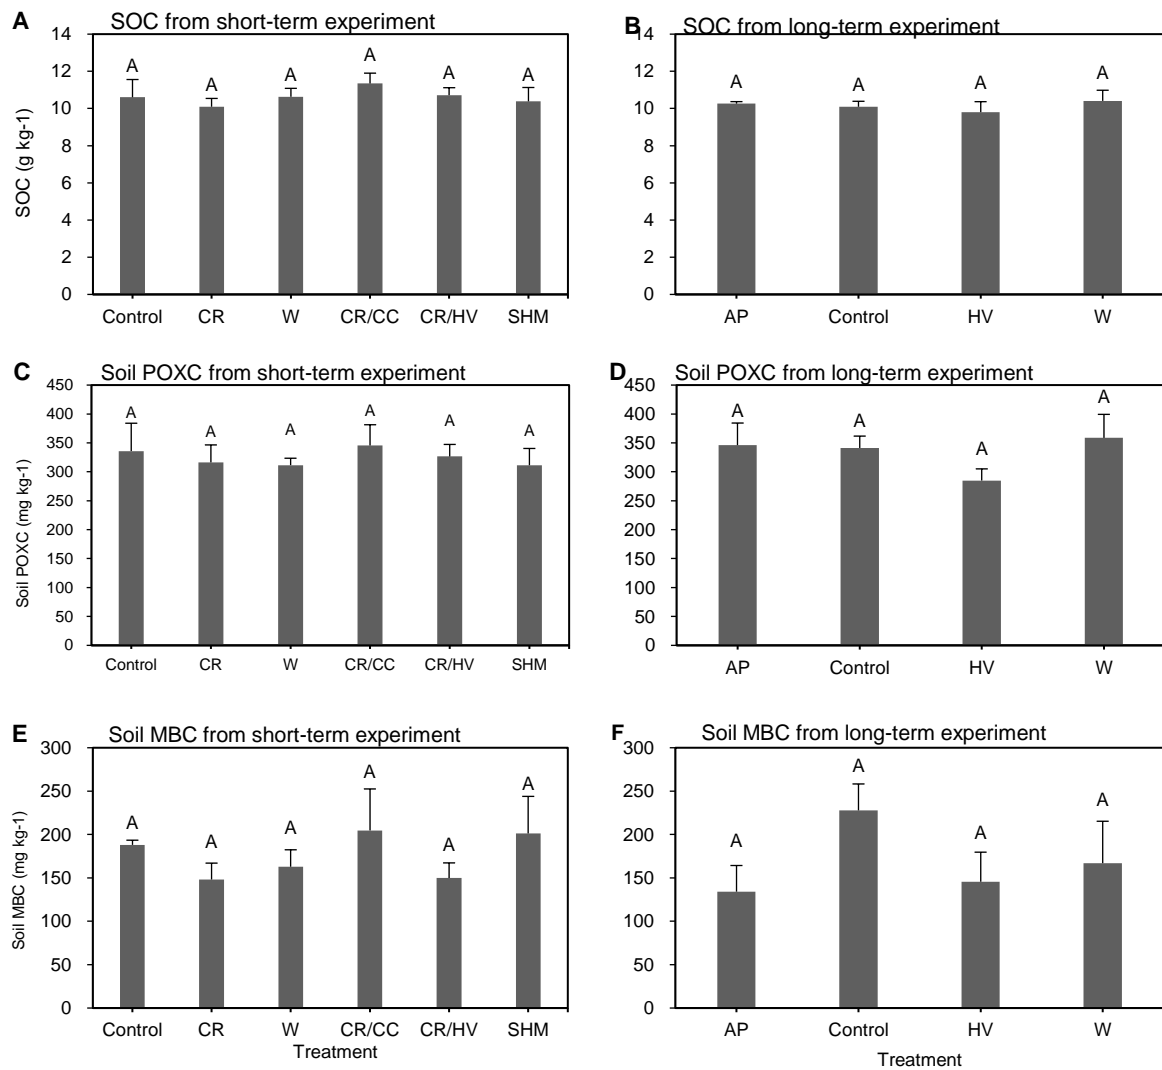 A SOC from short-term experiment
14
12
10
8
6
4
2
0
SOC (g kg-1)
A A A A A A
Control CR W CR/CC CR/HV SHM
B SOC from long-term experiment
14
12
10
8
6
4
2
0
A A A A
AP Control HV W
C Soil POXC from short-term experiment
450
400
350
300
250
200
150
100
50
0
Soil POXC (mg kg-1)
A A A A A A
Control CR W CR/CC CR/HV SHM
D Soil POXC from long-term experiment
450
400
350
300
250
200
150
100
50
0
A A A A
AP Control HV W
E Soil MBC from short-term experiment
300
250
200
150
100
50
0
Soil MBC (mg kg-1)
A A A A A A
Control CR W CR/CC CR/HV SHM
Treatment
F Soil MBC from long-term experiment
300
250
200
150
100
50
0
A A A A
AP Control HV W
Treatment